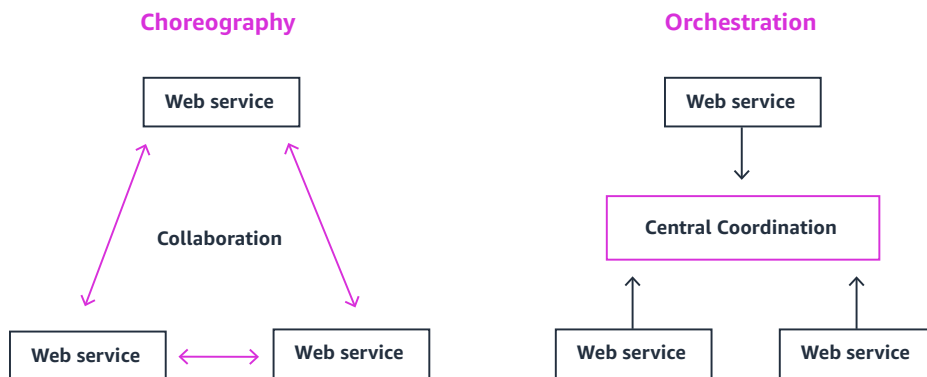 Choreography
Web service
Collaboration
Web service
Web service
Orchestration
Web service
Central Coordination
Web service
Web service